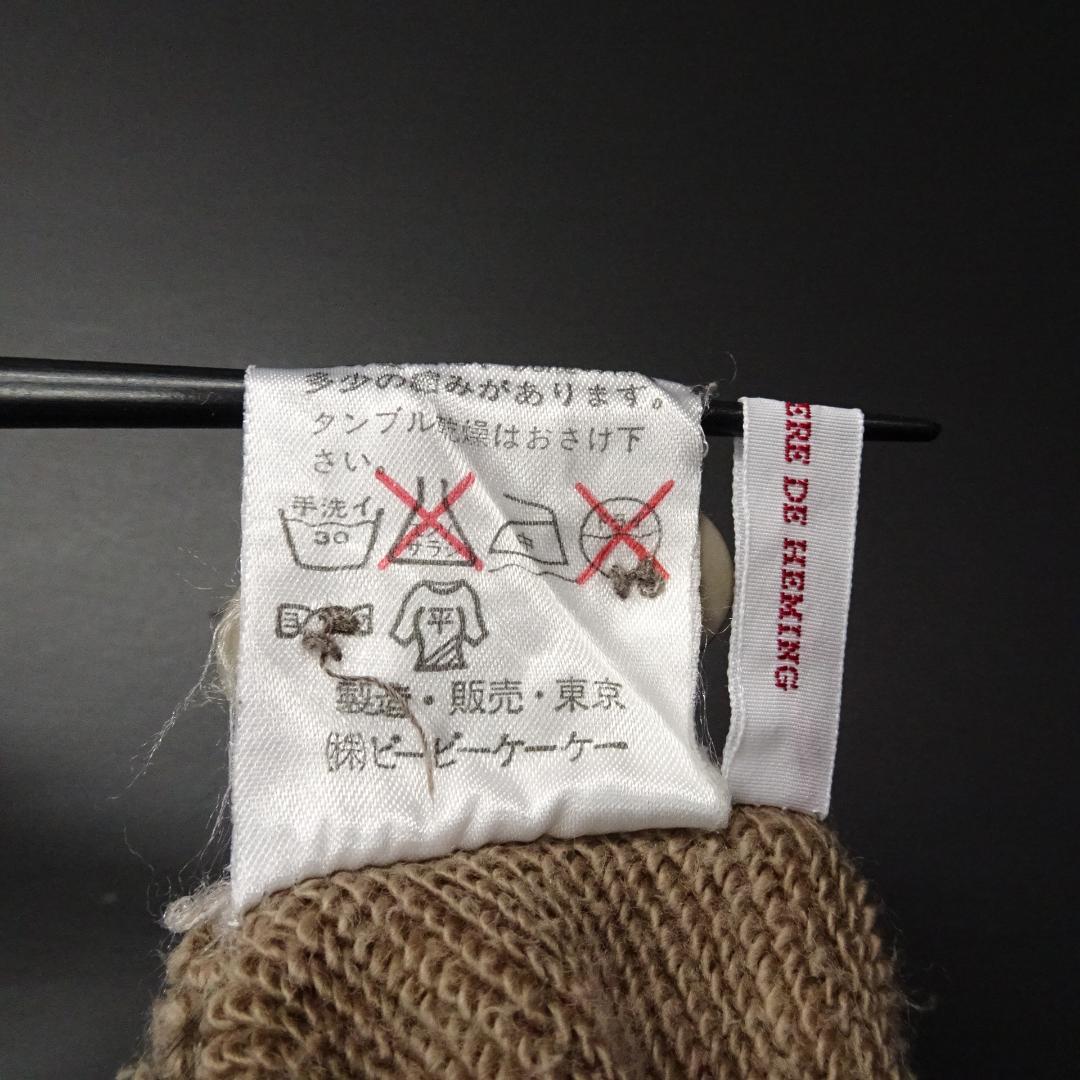 多少の縮みがあります。
タンブル乾燥はおさけ下
さい。
手洗イ
30
中
平
製造・販売・東京
㈱ビービーケーケー
ERE DE HEMING